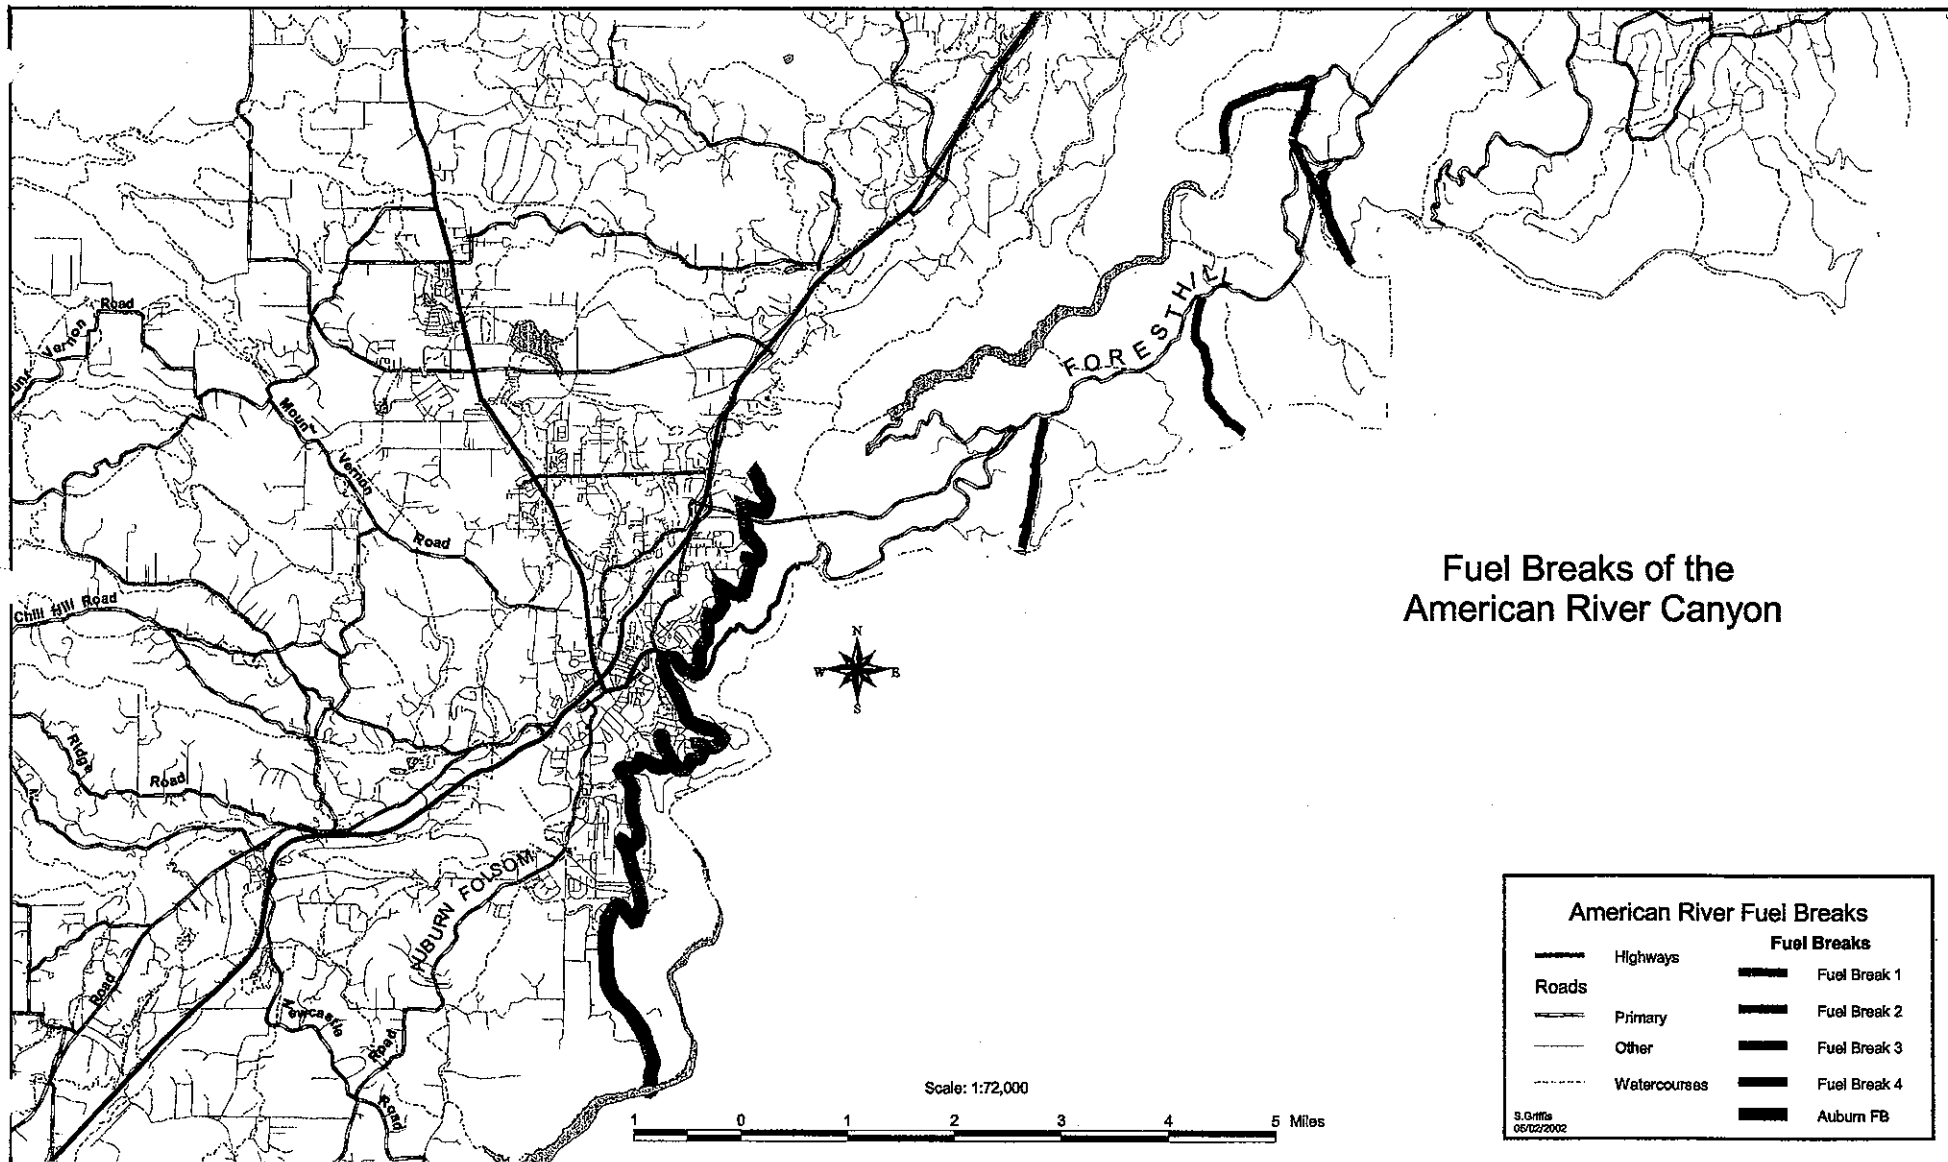 Road
Vernon
Mount
Vernon
Road
FORESTHILL
Chili Hill Road
Fuel Breaks of the
American River Canyon
N
W E
S
Ridge
Road
AUBURN FOLSOM
Road
Newcastle
Road
Road
Scale: 1:72,000
1 0 1 2 3 4 5 Miles
American River Fuel Breaks
Fuel Breaks
Highways
Fuel Break 1
Roads
Primary
Fuel Break 2
Other
Fuel Break 3
Watercourses
Fuel Break 4
S.Griffis
05/02/2002
Auburn FB